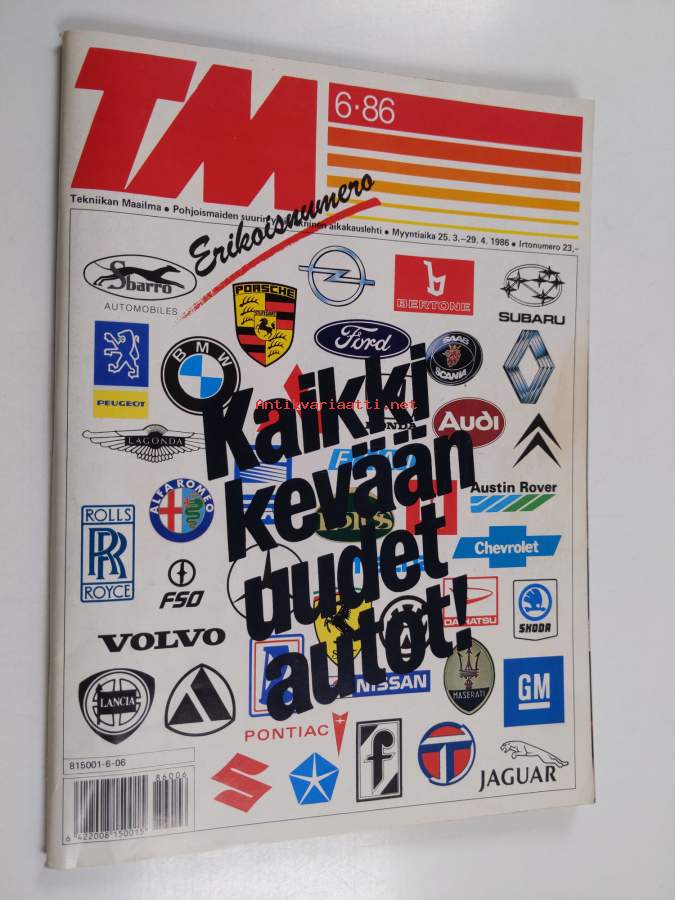 TM
6·86
Tekniikan Maailma • Pohjoismaiden suurin aikakauslehti • Myyntiaika 25. 3.–29. 4. 1986 • Irtonumero 23,–
Erikoisnumero
Sbarro
AUTOMOBILES
PORSCHE
BERTONE
SUBARU
PEUGEOT
BMW
Ford
SAAB
SCANIA
Kaikki
kevään
uudet
autot!
Antikvariaatti.net
HONDA
Audi
LAGONDA
ALFA ROMEO
LOTUS
Austin Rover
ROLLS
RR
ROYCE
FSO
Chevrolet
DAIHATSU
SKODA
VOLVO
LANCIA
NISSAN
MASERATI
GM
PONTIAC
JAGUAR
815001-6-06
86006
6 422008 150015